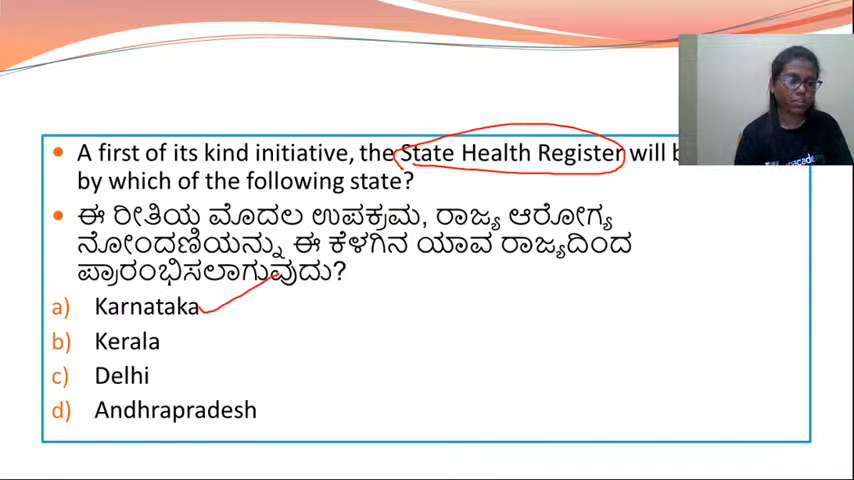 A first of its kind initiative, the State Health Register will
by which of the following state?
ಈ ರೀತಿಯ ಮೊದಲ ಉಪಕ್ರಮ, ರಾಜ್ಯ ಆರೋಗ್ಯ
ನೋಂದಣಿಯನ್ನು ಈ ಕೆಳಗಿನ ಯಾವ ರಾಜ್ಯದಿಂದ
ಪ್ರಾರಂಭಿಸಲಾಗುವುದು?
a) Karnataka
b) Kerala
c) Delhi
d) Andhrapradesh